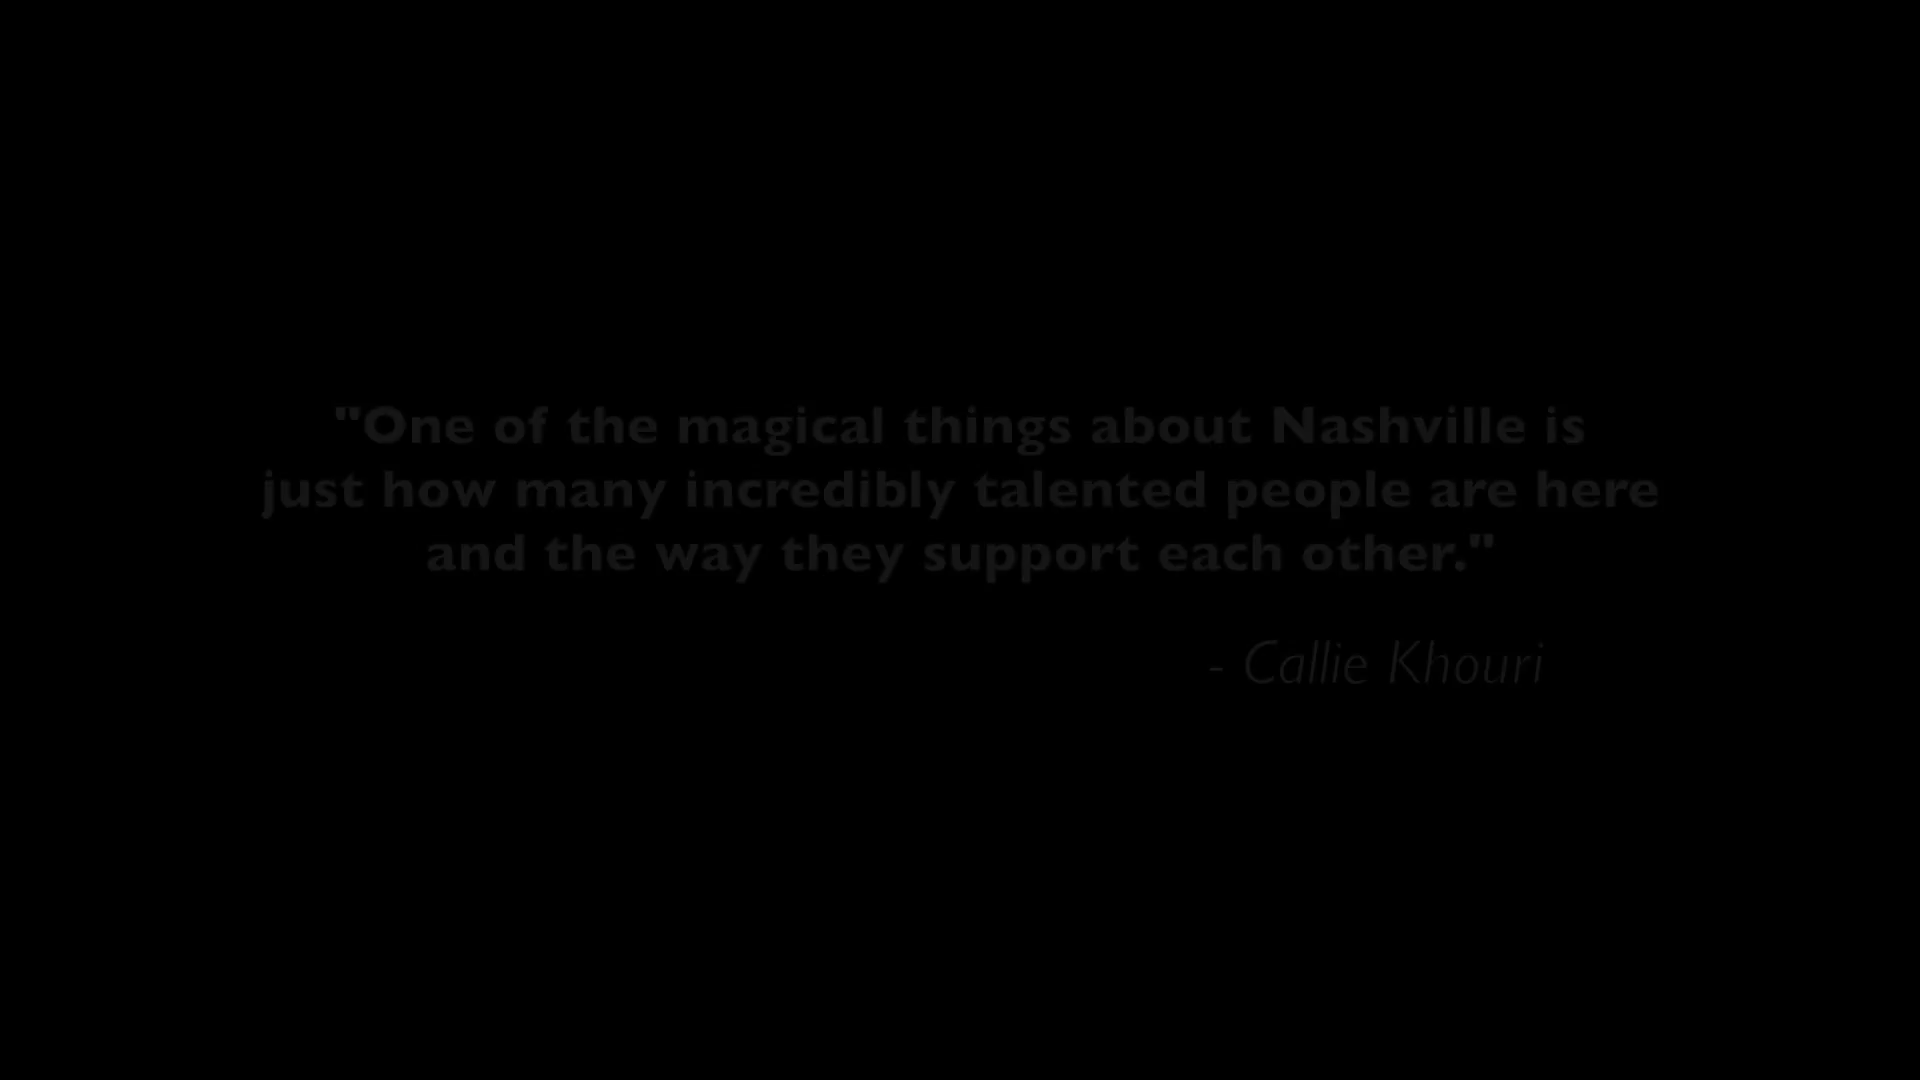 "One of the magical things about Nashville is
just how many incredibly talented people are here
and the way they support each other."
- Callie Khouri